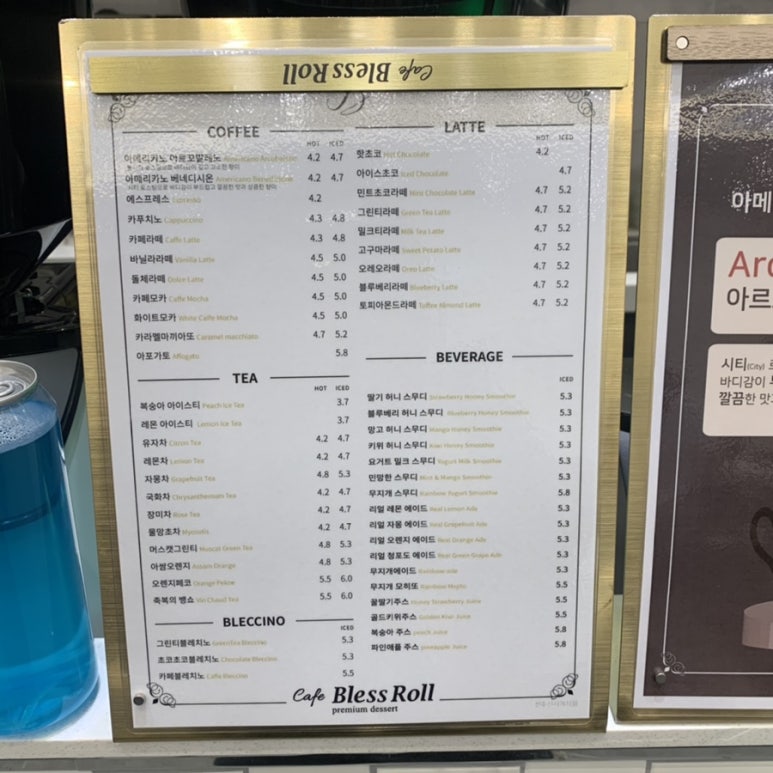 Cafe Bless Roll
COFFEE
HOT ICED
아메리카노 아르꼬발레노 Americano Arcobaleno 4.2 4.7
아메리카노 베네디시온 Americano Benedizione 4.2 4.7
에스프레소 Espresso 4.2
카푸치노 Cappuccino 4.3 4.8
카페라떼 Caffe Latte 4.3 4.8
바닐라라떼 Vanilla Latte 4.5 5.0
돌체라떼 Dolce Latte 4.5 5.0
카페모카 Caffe Mocha 4.5 5.0
화이트모카 White Caffe Mocha 4.5 5.0
카라멜마끼아또 Caramel macchiato 4.7 5.2
아포가토 Affogato 5.8
TEA
HOT ICED
복숭아 아이스티 Peach Ice Tea 3.7
레몬 아이스티 Lemon Ice Tea 3.7
유자차 Citron Tea 4.2 4.7
레몬차 Lemon Tea 4.2 4.7
자몽차 Grapefruit Tea 4.8 5.3
국화차 Chrysanthemum Tea 4.2 4.7
장미차 Rose Tea 4.2 4.7
물망초차 Myosotis 4.2 4.7
머스캣그린티 Muscat Green Tea 4.8 5.3
아쌈오렌지 Assam Orange 4.8 5.3
오렌지페코 Orange Pekoe 5.5 6.0
축복의 뱅쇼 Vin Chaud Tea 5.5 6.0
BLECCINO
ICED
그린티블레치노 GreenTea Bleccino 5.3
초코초코블레치노 Chocolate Bleccino 5.3
카페블레치노 Caffe Bleccino 5.5
LATTE
HOT ICED
핫초코 Hot Chocolate 4.2
아이스초코 Iced Chocolate 4.7
민트초코라떼 Mint Chocolate Latte 4.7 5.2
그린티라떼 Green Tea Latte 4.7 5.2
밀크티라떼 Milk Tea Latte 4.7 5.2
고구마라떼 Sweet Potato Latte 4.7 5.2
오레오라떼 Oreo Latte 4.7 5.2
블루베리라떼 Blueberry Latte 4.7 5.2
토피아몬드라떼 Toffee Almond Latte 4.7 5.2
BEVERAGE
ICED
딸기 허니 스무디 Strawberry Honey Smoothie 5.3
블루베리 허니 스무디 Blueberry Honey Smoothie 5.3
망고 허니 스무디 Mango Honey Smoothie 5.3
키위 허니 스무디 Kiwi Honey Smoothie 5.3
요거트 밀크 스무디 Yogurt Milk Smoothie 5.3
민망한 스무디 Mint & Mango Smoothie 5.3
무지개 스무디 Rainbow Yogurt Smoothie 5.8
리얼 레몬 에이드 Real Lemon Ade 5.3
리얼 자몽 에이드 Real Grapefruit Ade 5.3
리얼 오렌지 에이드 Real Orange Ade 5.3
리얼 청포도 에이드 Real Green Grape Ade 5.3
무지개에이드 Rainbow ade 5.3
무지개 모히또 Rainbow Mojito 5.5
꿀딸기주스 Honey Strawberry Juice 5.5
골드키위주스 Golden Kiwi Juice 5.5
복숭아 주스 peach Juice 5.8
파인애플 주스 pineapple Juice 5.8
Cafe Bless Roll
premium dessert
아메
Arc
아르
시티(City) 로
바디감이
깔끔한 맛고